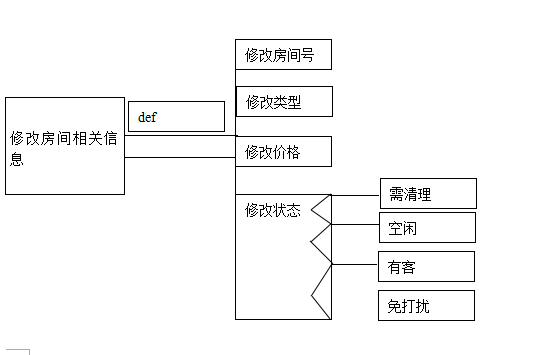 修改房间号
修改类型
def
修改房间相关信
息
修改价格
修改状态
需清理
空闲
有客
免打扰